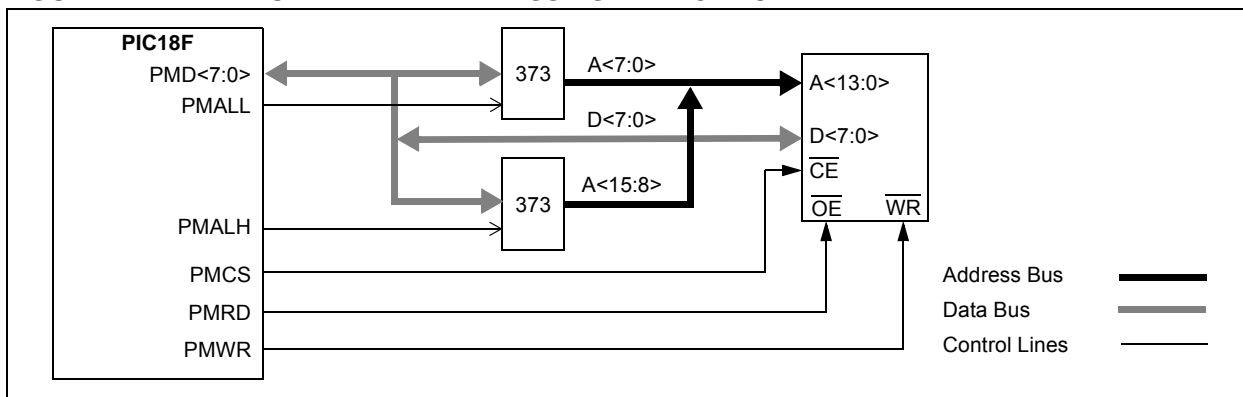 PIC18F
PMD<7:0>
PMALL
PMALH
PMCS
PMRD
PMWR
373
A<7:0>
D<7:0>
373
A<15:8>
A<13:0>
D<7:0>
CE
OE WR
Address Bus
Data Bus
Control Lines